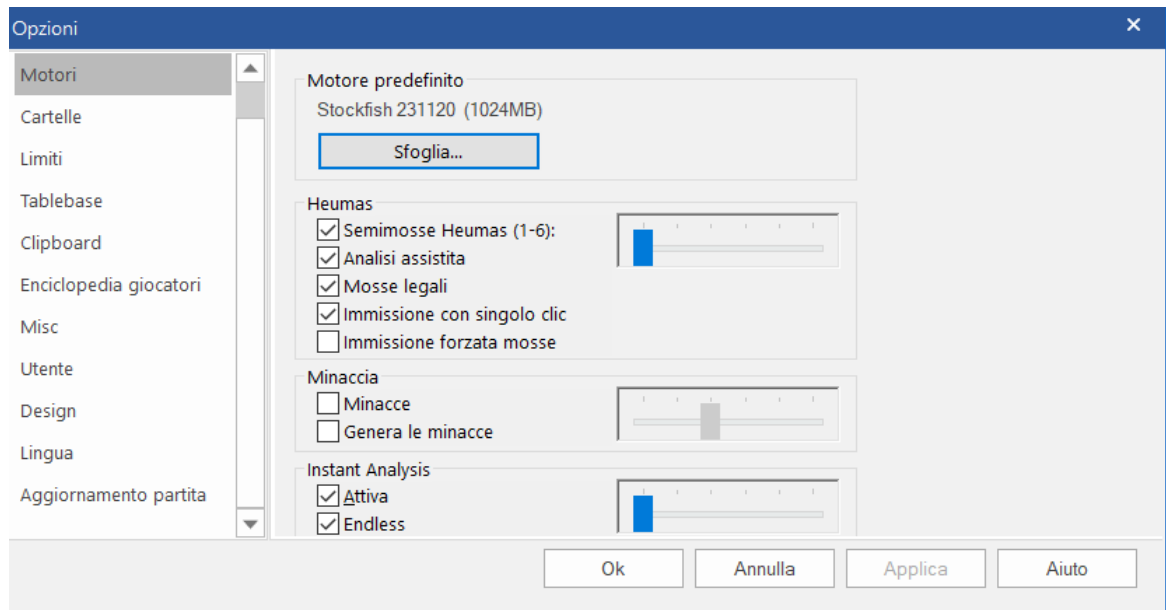 Opzioni
Motori
Cartelle
Limiti
Tablebase
Clipboard
Enciclopedia giocatori
Misc
Utente
Design
Lingua
Aggiornamento partita
Motore predefinito
Stockfish 231120 (1024MB)
Sfoglia...
Heumas
Semimosse Heumas (1-6):
Analisi assistita
Mosse legali
Immissione con singolo clic
Immissione forzata mosse
Minaccia
Minacce
Genera le minacce
Instant Analysis
Attiva
Endless
Ok
Annulla
Applica
Aiuto